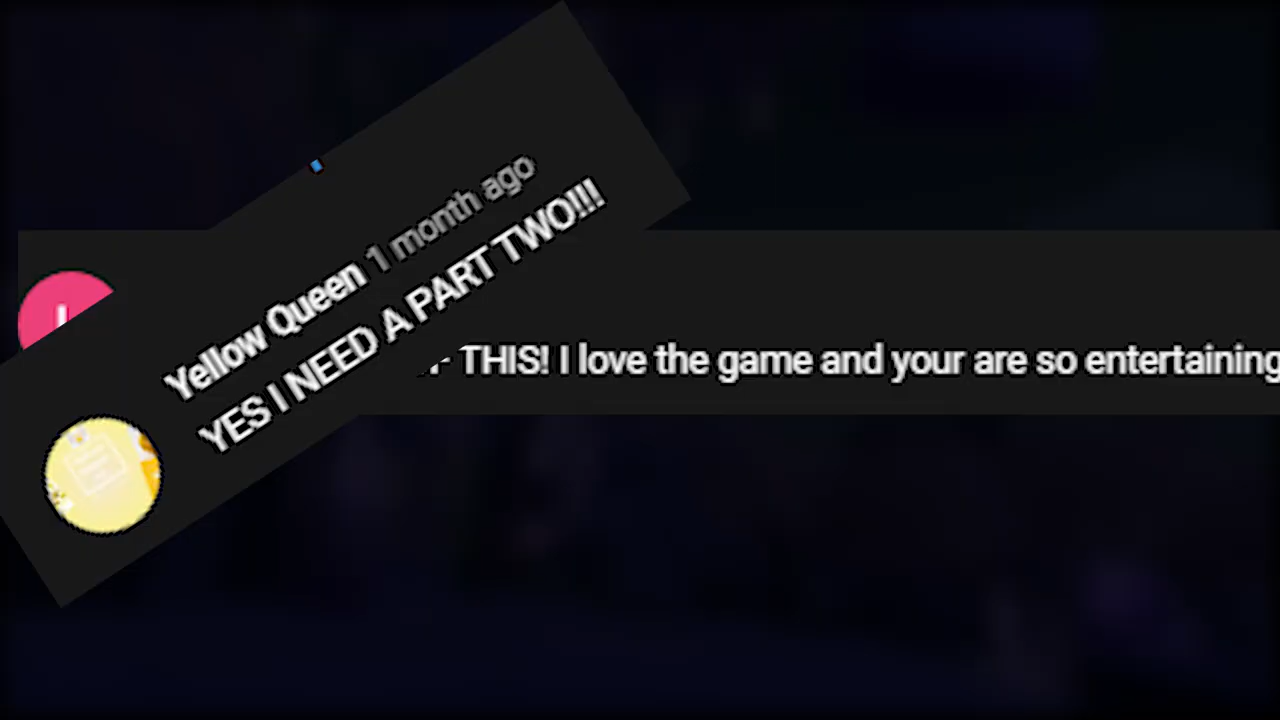 Yellow Queen 1 month ago
YES I NEED A PART TWO!!!
THIS! I love the game and your are so entertaining